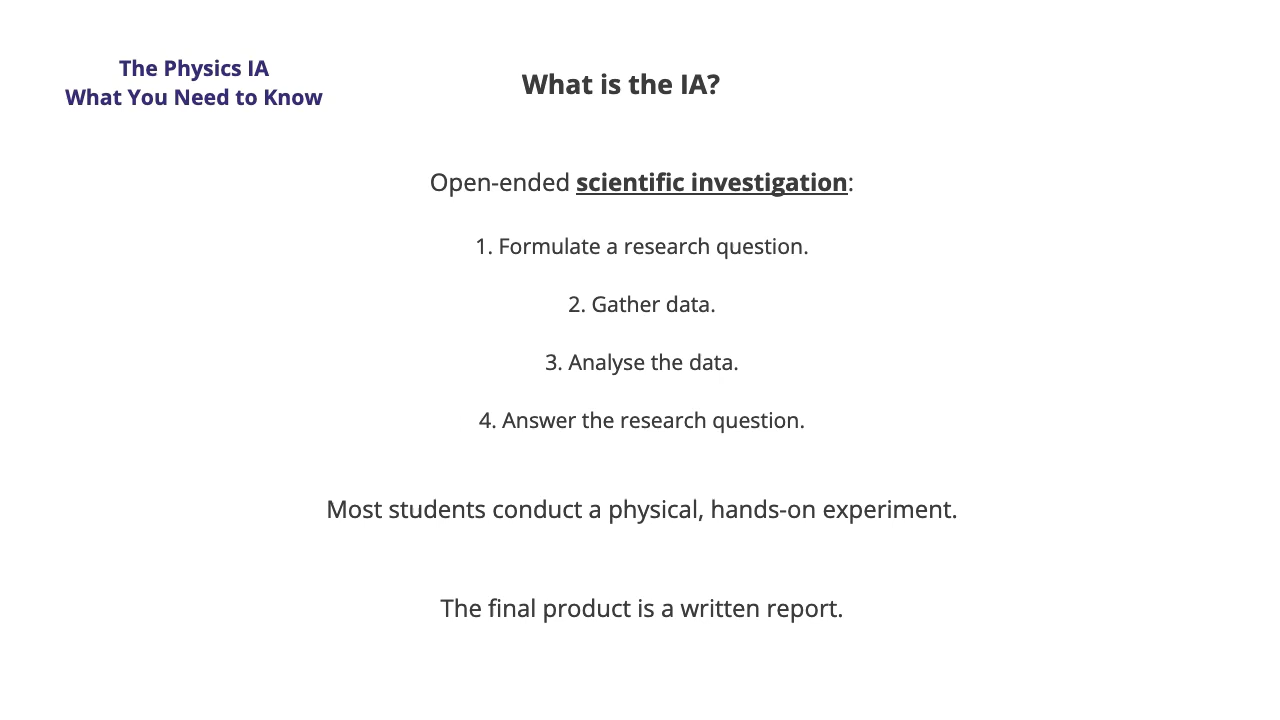 The Physics IA
What You Need to Know
What is the IA?
Open-ended scientific investigation:
1. Formulate a research question.
2. Gather data.
3. Analyse the data.
4. Answer the research question.
Most students conduct a physical, hands-on experiment.
The final product is a written report.